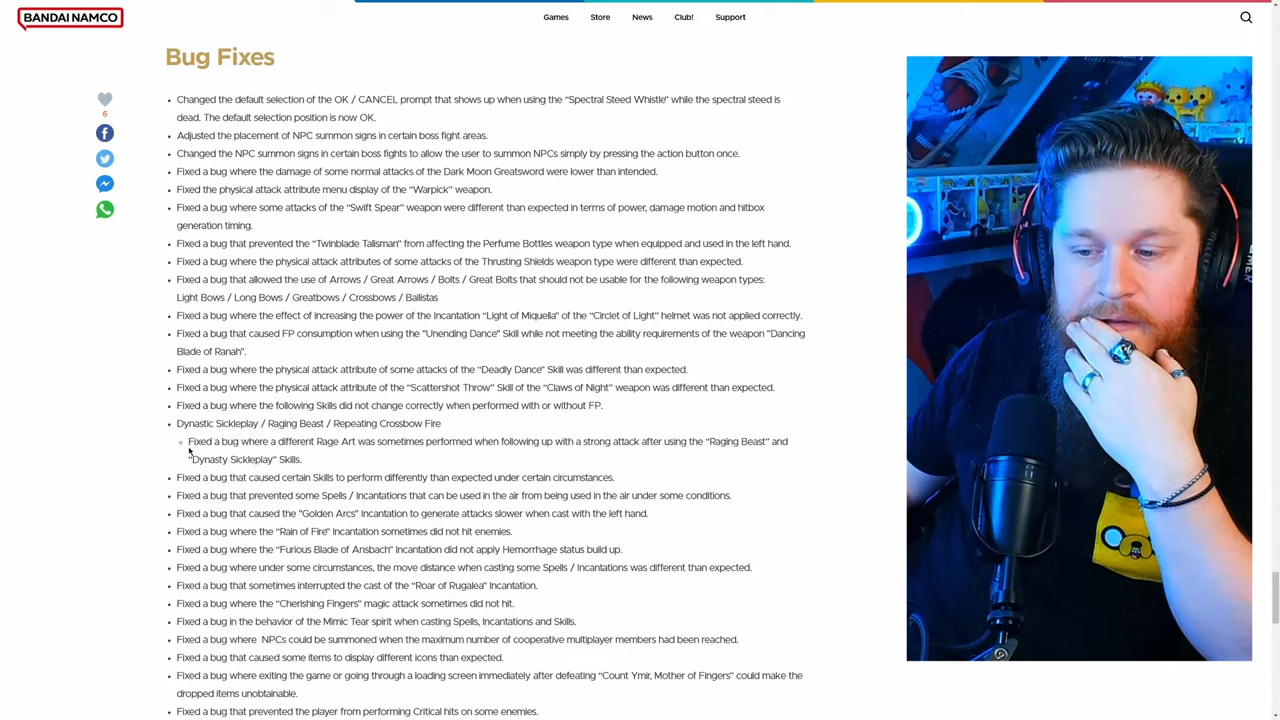 BANDAI NAMCO
Games
Store
News
Club!
Support
Bug Fixes
6
• Changed the default selection of the OK / CANCEL prompt that shows up when using the “Spectral Steed Whistle” while the spectral steed is
dead. The default selection position is now OK.
• Adjusted the placement of NPC summon signs in certain boss fight areas.
• Changed the NPC summon signs in certain boss fights to allow the user to summon NPCs simply by pressing the action button once.
• Fixed a bug where the damage of some normal attacks of the Dark Moon Greatsword were lower than intended.
• Fixed the physical attack attribute menu display of the “Warpick” weapon.
• Fixed a bug where some attacks of the “Swift Spear” weapon were different than expected in terms of power, damage motion and hitbox
generation timing.
• Fixed a bug that prevented the “Twinblade Talisman” from affecting the Perfume Bottles weapon type when equipped and used in the left hand.
• Fixed a bug where the physical attack attributes of some attacks of the Thrusting Shields weapon type were different than expected.
• Fixed a bug that allowed the use of Arrows / Great Arrows / Bolts / Great Bolts that should not be usable for the following weapon types:
Light Bows / Long Bows / Greatbows / Crossbows / Ballistas
• Fixed a bug where the effect of increasing the power of the Incantation “Light of Miquella” of the “Circlet of Light” helmet was not applied correctly.
• Fixed a bug that caused FP consumption when using the "Unending Dance" Skill while not meeting the ability requirements of the weapon "Dancing
Blade of Ranah".
• Fixed a bug where the physical attack attribute of some attacks of the “Deadly Dance” Skill was different than expected.
• Fixed a bug where the physical attack attribute of the “Scattershot Throw” Skill of the “Claws of Night” weapon was different than expected.
• Fixed a bug where the following Skills did not change correctly when performed with or without FP.
• Dynastic Sickleplay / Raging Beast / Repeating Crossbow Fire
○ Fixed a bug where a different Rage Art was sometimes performed when following up with a strong attack after using the “Raging Beast” and
“Dynasty Sickleplay” Skills.
• Fixed a bug that caused certain Skills to perform differently than expected under certain circumstances.
• Fixed a bug that prevented some Spells / Incantations that can be used in the air from being used in the air under some conditions.
• Fixed a bug that caused the "Golden Arcs" Incantation to generate attacks slower when cast with the left hand.
• Fixed a bug where the “Rain of Fire” Incantation sometimes did not hit enemies.
• Fixed a bug where the “Furious Blade of Ansbach” Incantation did not apply Hemorrhage status build up.
• Fixed a bug where under some circumstances, the move distance when casting some Spells / Incantations was different than expected.
• Fixed a bug that sometimes interrupted the cast of the “Roar of Rugalea” Incantation.
• Fixed a bug where the “Cherishing Fingers” magic attack sometimes did not hit.
• Fixed a bug in the behavior of the Mimic Tear spirit when casting Spells, Incantations and Skills.
• Fixed a bug where NPCs could be summoned when the maximum number of cooperative multiplayer members had been reached.
• Fixed a bug that caused some items to display different icons than expected.
• Fixed a bug where exiting the game or going through a loading screen immediately after defeating “Count Ymir, Mother of Fingers” could make the
dropped items unobtainable.
• Fixed a bug that prevented the player from performing Critical hits on some enemies.